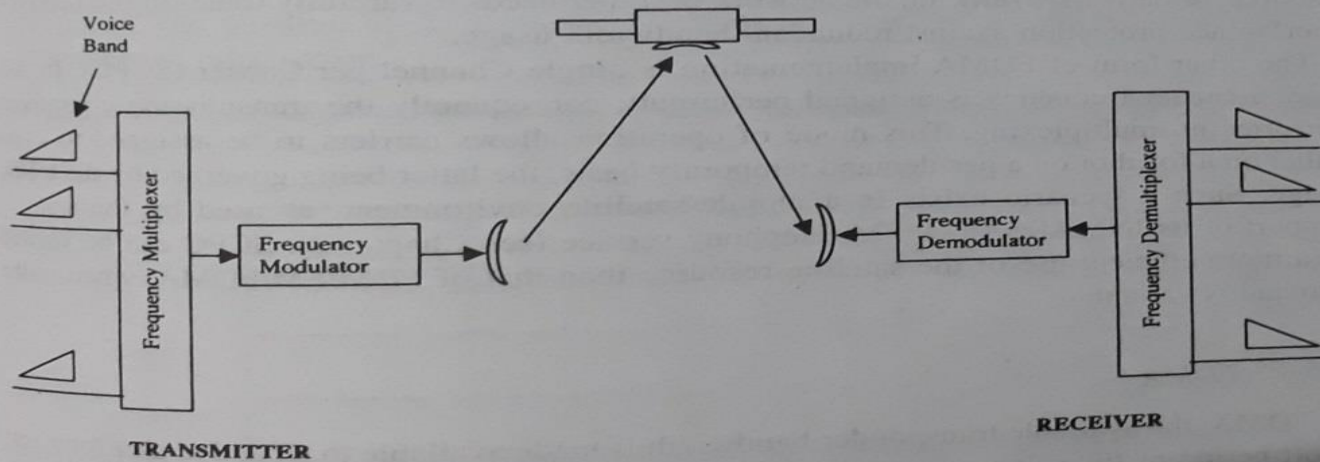 Voice
Band
Frequency Multiplexer
Frequency
Modulator
Frequency
Demodulator
Frequency Demultiplexer
TRANSMITTER
RECEIVER